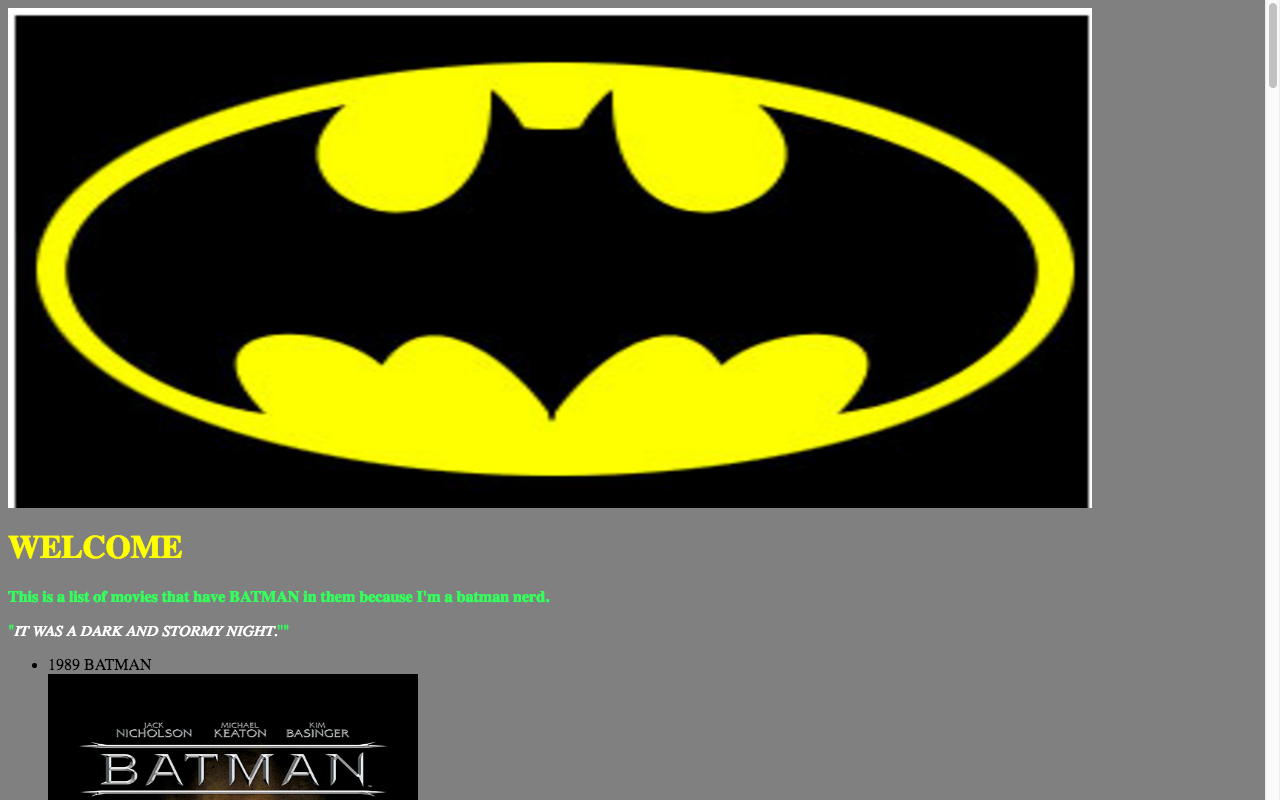 WELCOME
This is a list of movies that have BATMAN in them because I'm a batman nerd.
"IT WAS A DARK AND STORMY NIGHT.""
• 1989 BATMAN
JACK NICHOLSON MICHAEL KEATON KIM BASINGER
BATMAN™